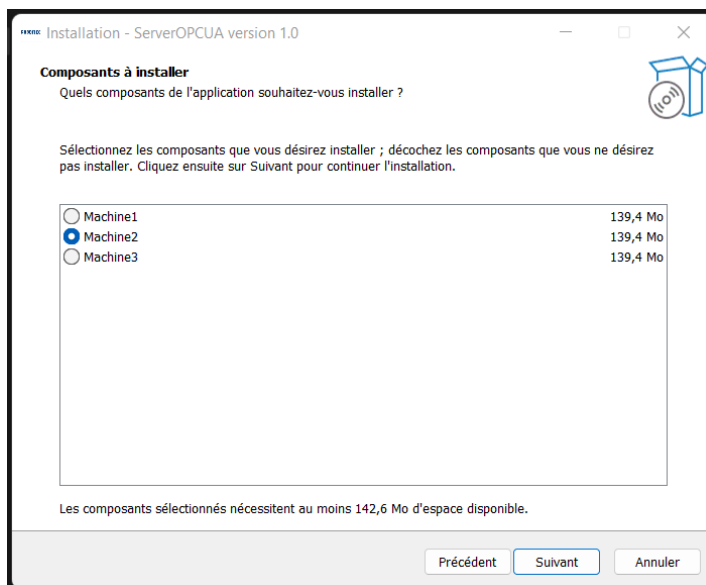 Installation - ServerOPCUA version 1.0
Composants à installer
Quels composants de l'application souhaitez-vous installer ?
Sélectionnez les composants que vous désirez installer ; décochez les composants que vous ne désirez
pas installer. Cliquez ensuite sur Suivant pour continuer l'installation.
Machine1 139,4 Mo
Machine2 139,4 Mo
Machine3 139,4 Mo
Les composants sélectionnés nécessitent au moins 142,6 Mo d'espace disponible.
Précédent Suivant Annuler